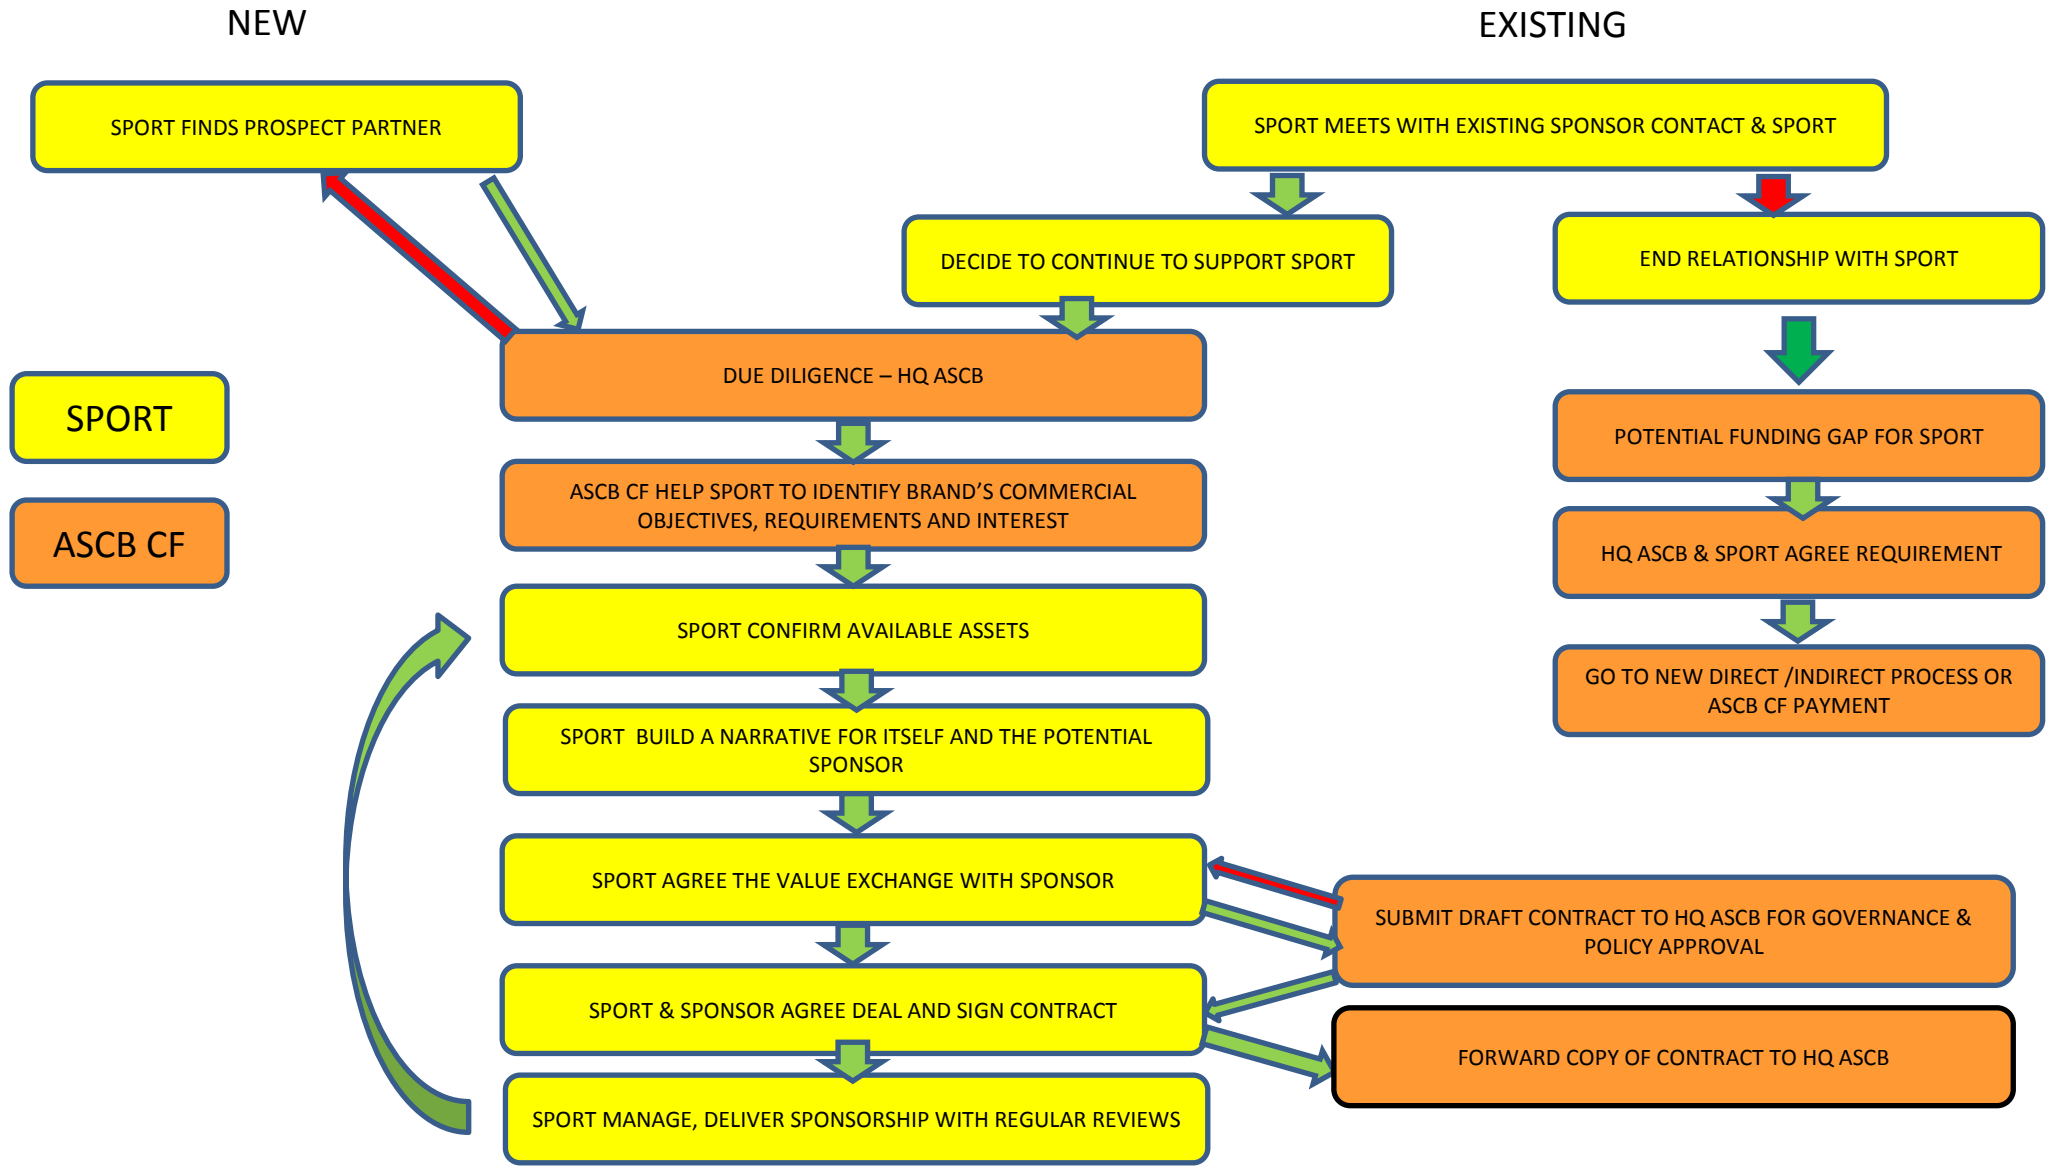 NEW
EXISTING
SPORT FINDS PROSPECT PARTNER
SPORT MEETS WITH EXISTING SPONSOR CONTACT & SPORT
DECIDE TO CONTINUE TO SUPPORT SPORT
END RELATIONSHIP WITH SPORT
DUE DILIGENCE – HQ ASCB
SPORT
ASCB CF
POTENTIAL FUNDING GAP FOR SPORT
ASCB CF HELP SPORT TO IDENTIFY BRAND’S COMMERCIAL
OBJECTIVES, REQUIREMENTS AND INTEREST
HQ ASCB & SPORT AGREE REQUIREMENT
SPORT CONFIRM AVAILABLE ASSETS
GO TO NEW DIRECT /INDIRECT PROCESS OR
ASCB CF PAYMENT
SPORT  BUILD A NARRATIVE FOR ITSELF AND THE POTENTIAL
SPONSOR
SPORT AGREE THE VALUE EXCHANGE WITH SPONSOR
SUBMIT DRAFT CONTRACT TO HQ ASCB FOR GOVERNANCE &
POLICY APPROVAL
SPORT & SPONSOR AGREE DEAL AND SIGN CONTRACT
FORWARD COPY OF CONTRACT TO HQ ASCB
SPORT MANAGE, DELIVER SPONSORSHIP WITH REGULAR REVIEWS